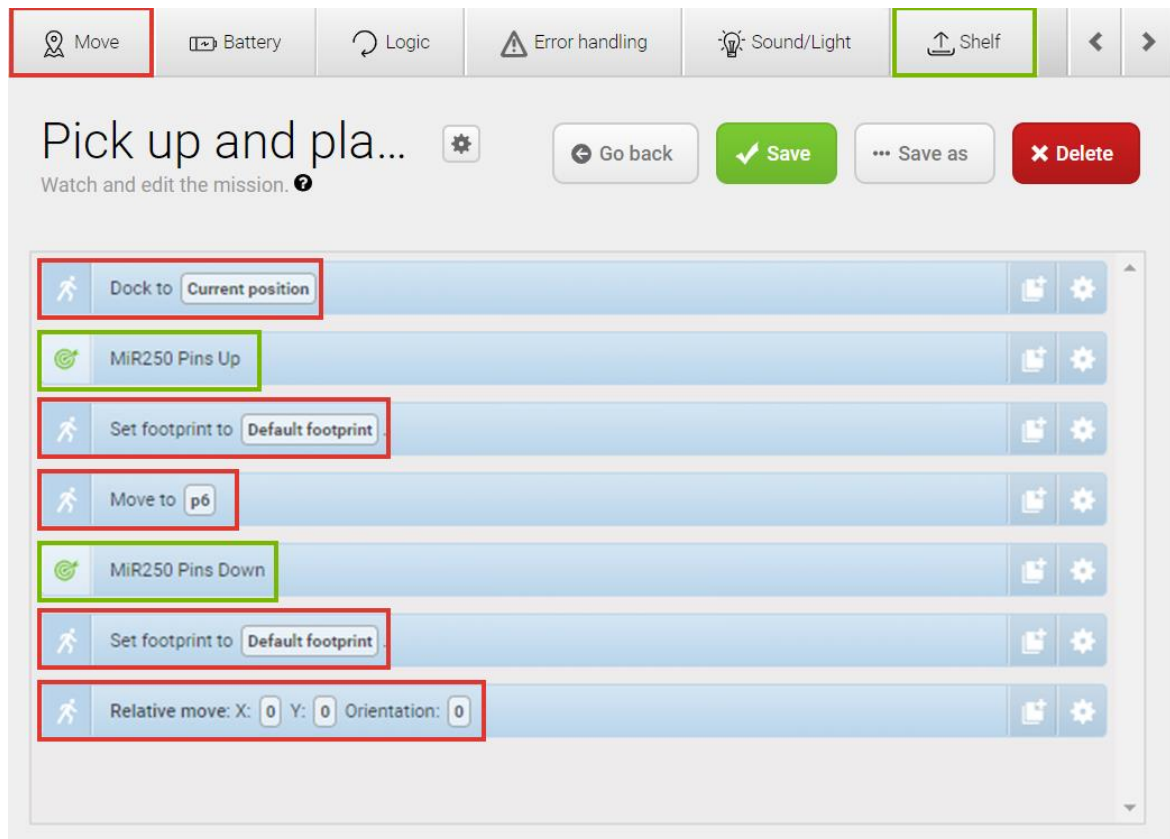 Move Battery Logic Error handling Sound/Light Shelf
Pick up and pla...
Go back Save Save as Delete
Watch and edit the mission.
Dock to Current position
MiR250 Pins Up
Set footprint to Default footprint .
Move to p6
MiR250 Pins Down
Set footprint to Default footprint .
Relative move: X: 0 Y: 0 Orientation: 0